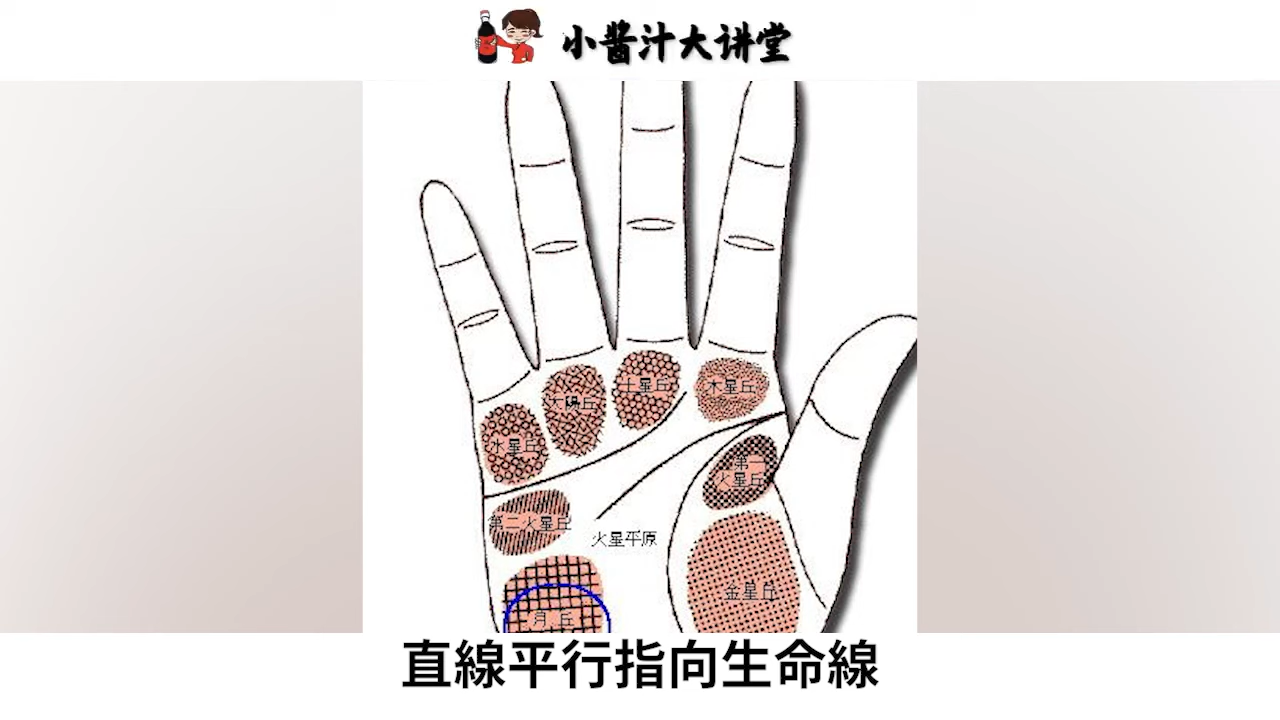 小酱汁大讲堂
土星丘
木星丘
太陽丘
水星丘
第一
火星丘
第二火星丘
火星平原
金星丘
月丘
直線平行指向生命線